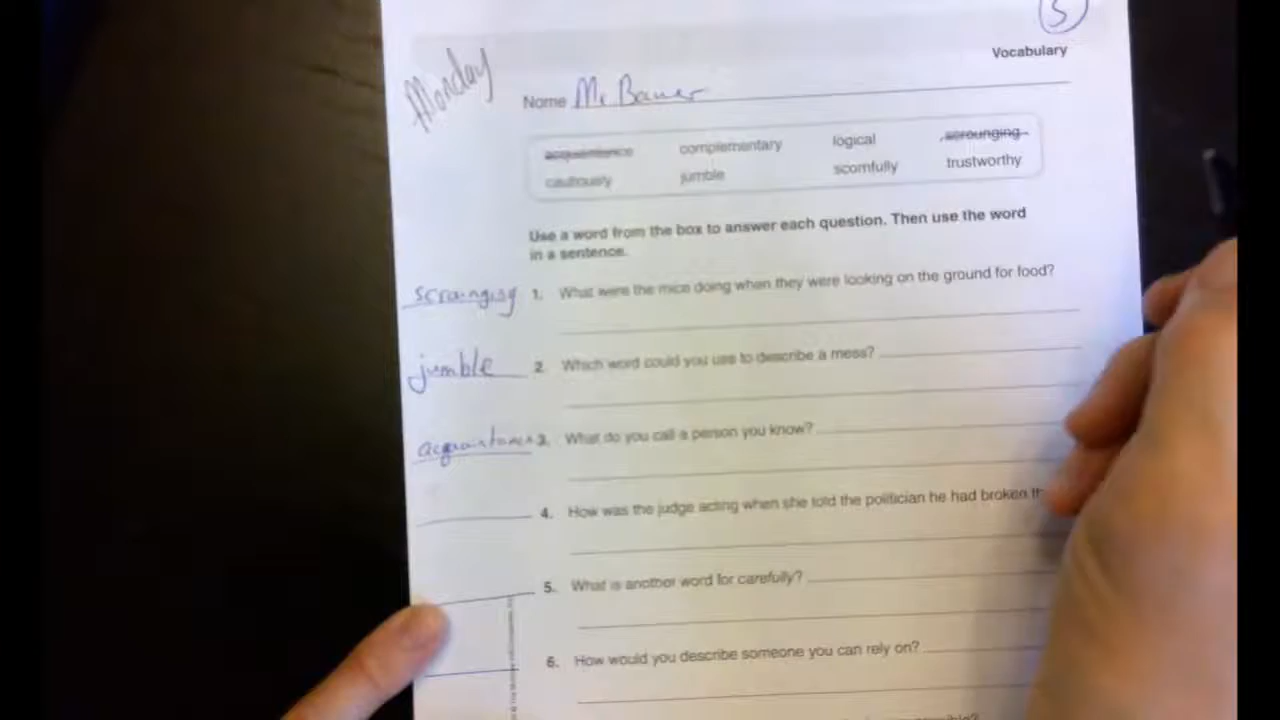 5
Vocabulary
Monday
Name Mr Bauer
acquaintance complementary logical scrounging
cautiously jumble scornfully trustworthy
Use a word from the box to answer each question. Then use the word
in a sentence.
scrounging 1. What were the mice doing when they were looking on the ground for food?
jumble 2. Which word could you use to describe a mess?
acquantance 3. What do you call a person you know?
4. How was the judge acting when she told the politician he had broken th
5. What is another word for carefully?
6. How would you describe someone you can rely on?